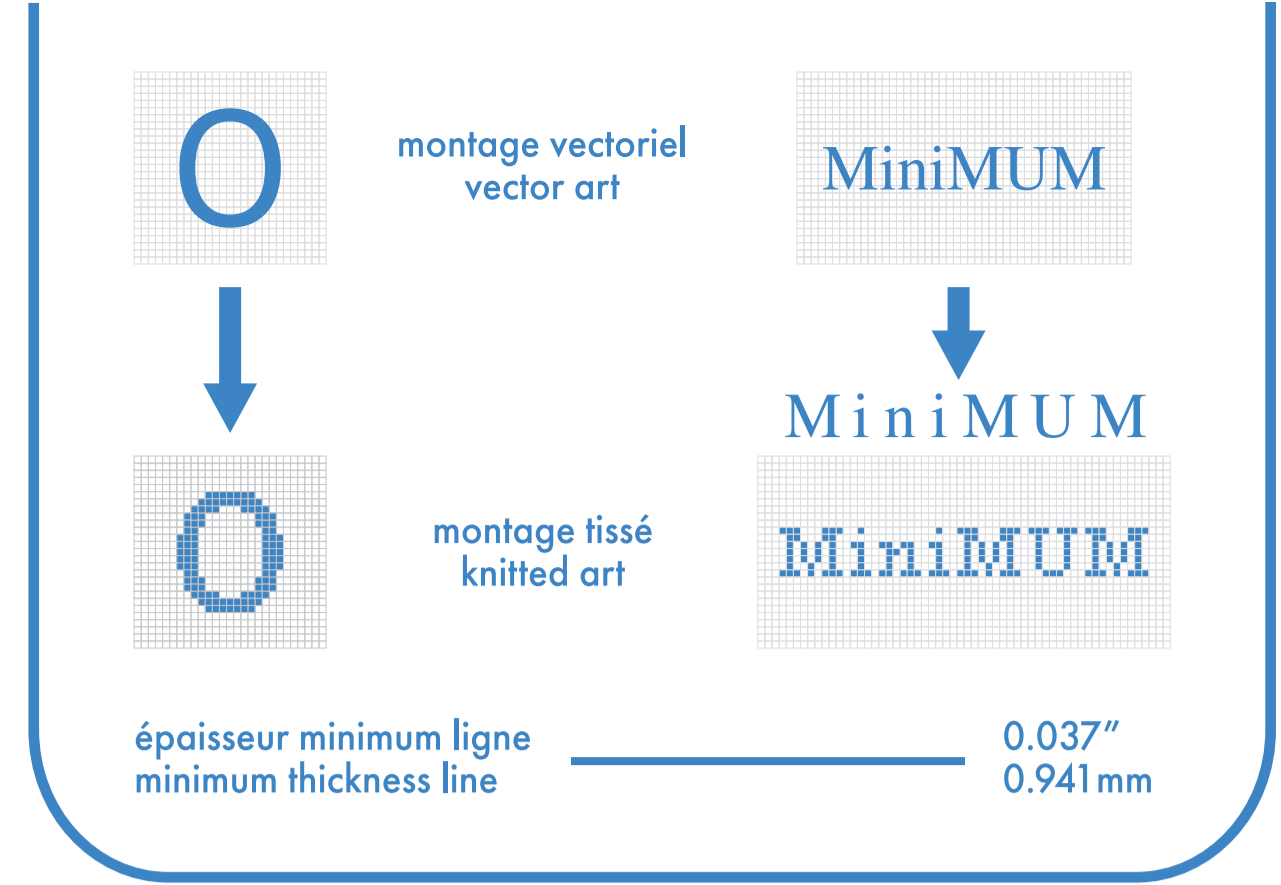 O
montage vectoriel
vector art
MiniMUM
M i n i M U M
O
montage tissé
knitted art
MiniMUM
épaisseur minimum ligne
minimum thickness line
0.037"
0.941mm